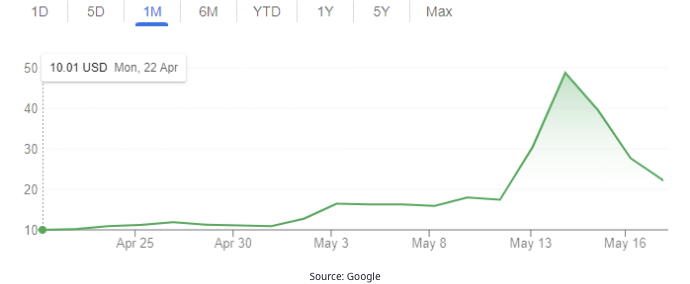 1D 5D 1M 6M YTD 1Y 5Y Max
10.01 USD Mon, 22 Apr
50
40
30
20
10
Apr 25 Apr 30 May 3 May 8 May 13 May 16
Source: Google